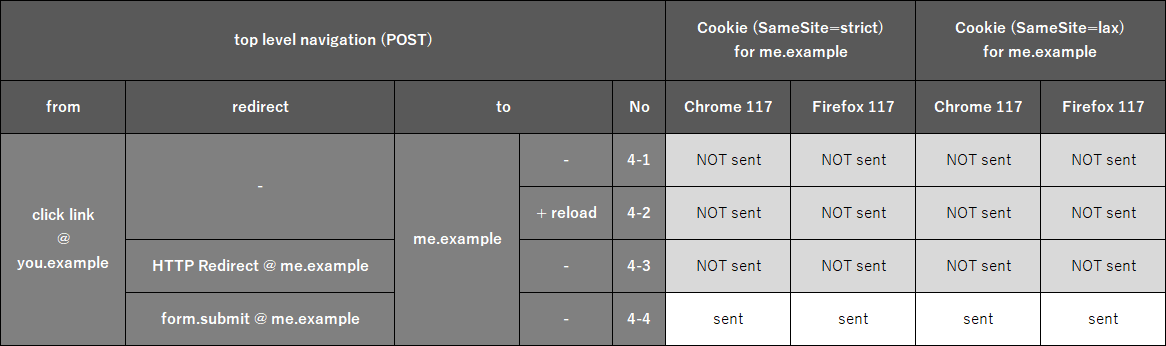 top level navigation (POST)
Cookie (SameSite=strict)
for me.example
Cookie (SameSite=lax)
for me.example
from
redirect
to
No
Chrome 117
Firefox 117
Chrome 117
Firefox 117
click link
@
you.example
-
me.example
-
4-1
NOT sent
NOT sent
NOT sent
NOT sent
+ reload
4-2
NOT sent
NOT sent
NOT sent
NOT sent
HTTP Redirect @ me.example
-
4-3
NOT sent
NOT sent
NOT sent
NOT sent
form.submit @ me.example
-
4-4
sent
sent
sent
sent